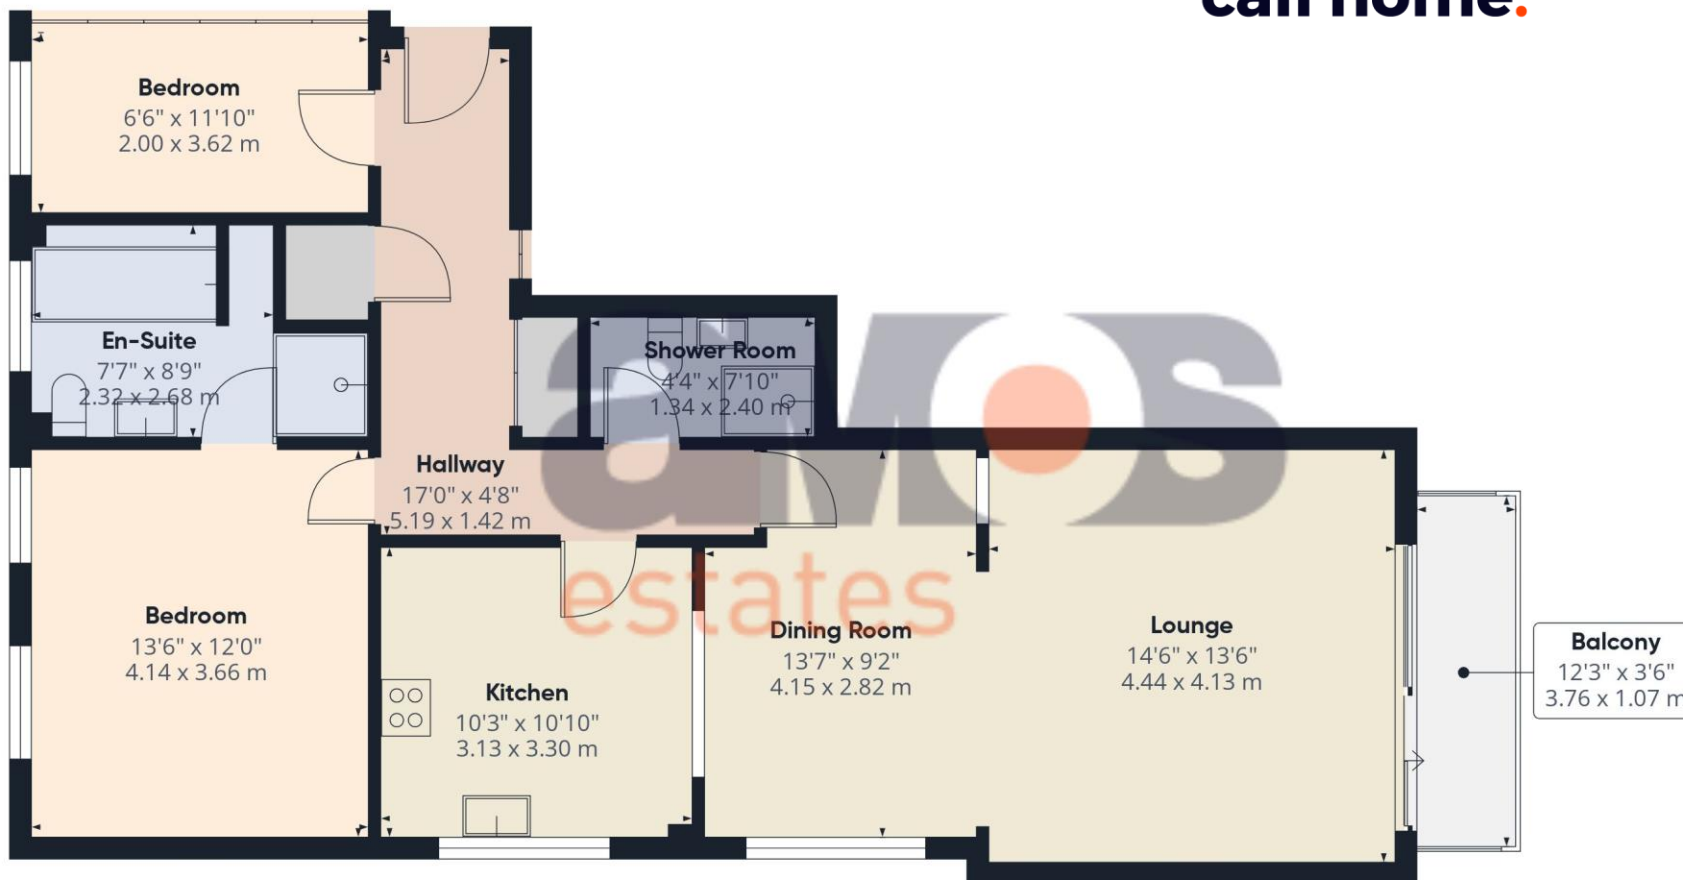 call home.
Bedroom
6'6" x 11'10"
2.00 x 3.62 m
En-Suite
7'7" x 8'9"
2.32 x 2.68 m
Shower Room
4'4" x 7'10"
1.34 x 2.40 m
Hallway
17'0" x 4'8"
5.19 x 1.42 m
amos
estates
Bedroom
13'6" x 12'0"
4.14 x 3.66 m
Kitchen
10'3" x 10'10"
3.13 x 3.30 m
Dining Room
13'7" x 9'2"
4.15 x 2.82 m
Lounge
14'6" x 13'6"
4.44 x 4.13 m
Balcony
12'3" x 3'6"
3.76 x 1.07 m